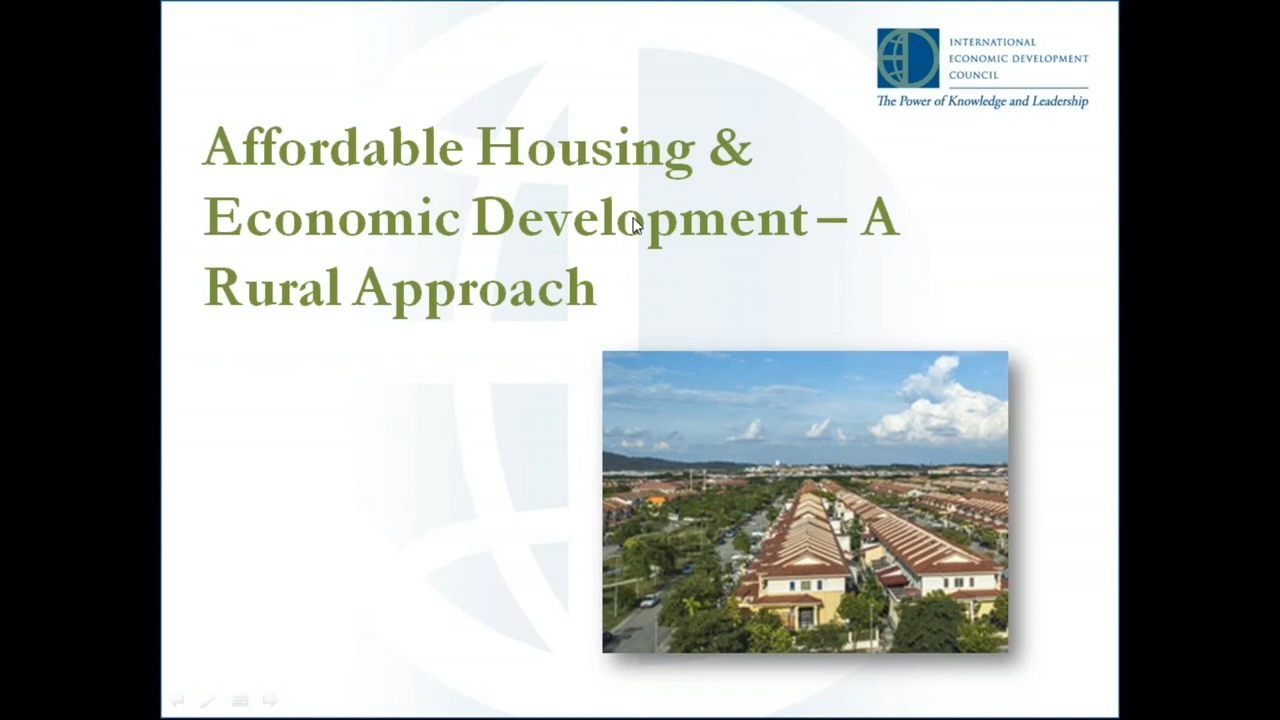 INTERNATIONAL
ECONOMIC DEVELOPMENT
COUNCIL
The Power of Knowledge and Leadership
Affordable Housing &
Economic Development – A
Rural Approach